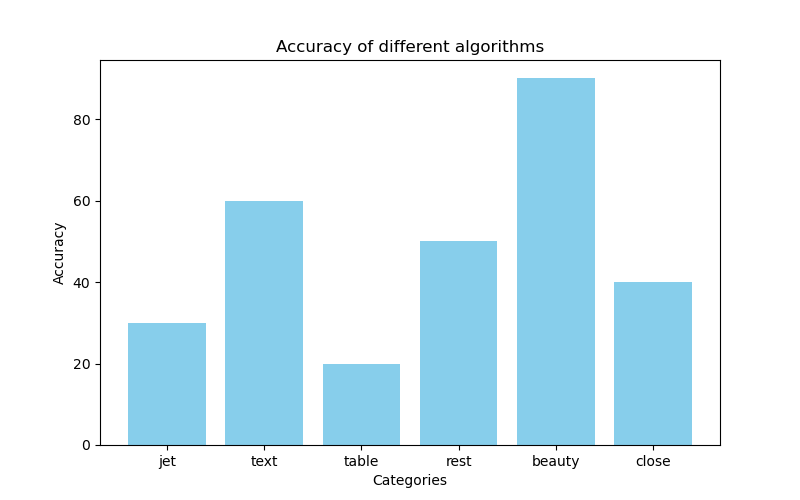 Accuracy of different algorithms
80
60
40
20
0
Accuracy
jet text table rest beauty close
Categories